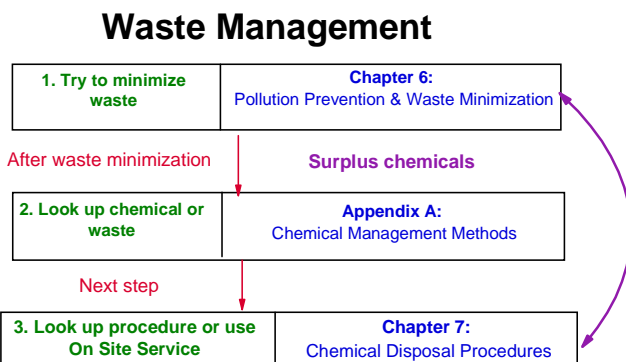 Waste Management
1. Try to minimize
waste
Chapter 6:
Pollution Prevention & Waste Minimization
After waste minimization
Surplus chemicals
2. Look up chemical or
waste
Appendix A:
Chemical Management Methods
Next step
3. Look up procedure or use
On Site Service
Chapter 7:
Chemical Disposal Procedures